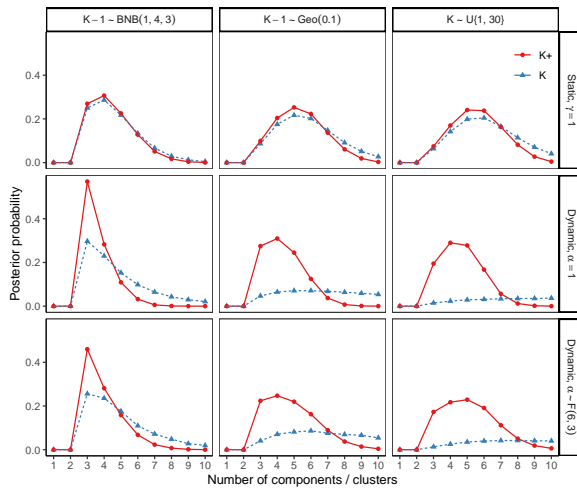 K − 1 ~ BNB(1, 4, 3)
K − 1 ~ Geo(0.1)
K ~ U{1, 30}
K+
K
Static, γ = 1
Dynamic, α = 1
Dynamic, α ~ F(6, 3)
Posterior probability
0.4
0.2
0.0
0.4
0.2
0.0
0.4
0.2
0.0
1 2 3 4 5 6 7 8 9 10
1 2 3 4 5 6 7 8 9 10
1 2 3 4 5 6 7 8 9 10
Number of components / clusters